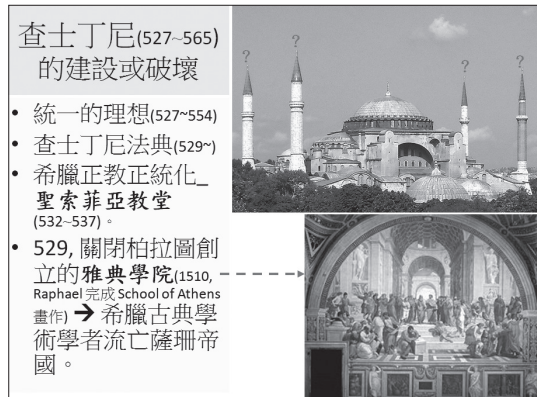 查士丁尼(527~565)
的建設或破壞
• 統一的理想(527~554)
• 查士丁尼法典(529~)
• 希臘正教正統化_
聖索菲亞教堂
(532~537)。
• 529, 關閉柏拉圖創
立的雅典學院(1510,
Raphael 完成 School of Athens
畫作) ➔ 希臘古典學
術學者流亡薩珊帝
國。
? ? ? ?